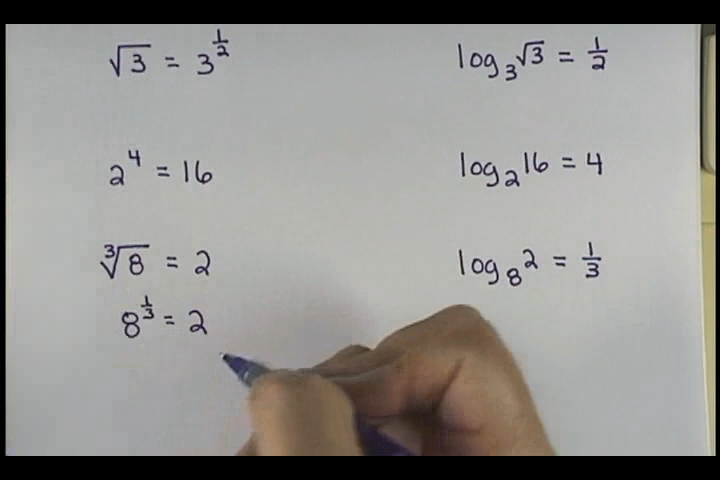 √3 = 3^(1/2)
log₃√3 = 1/2
2⁴ = 16
log₂16 = 4
∛8 = 2
log₈2 = 1/3
8^(1/3) = 2